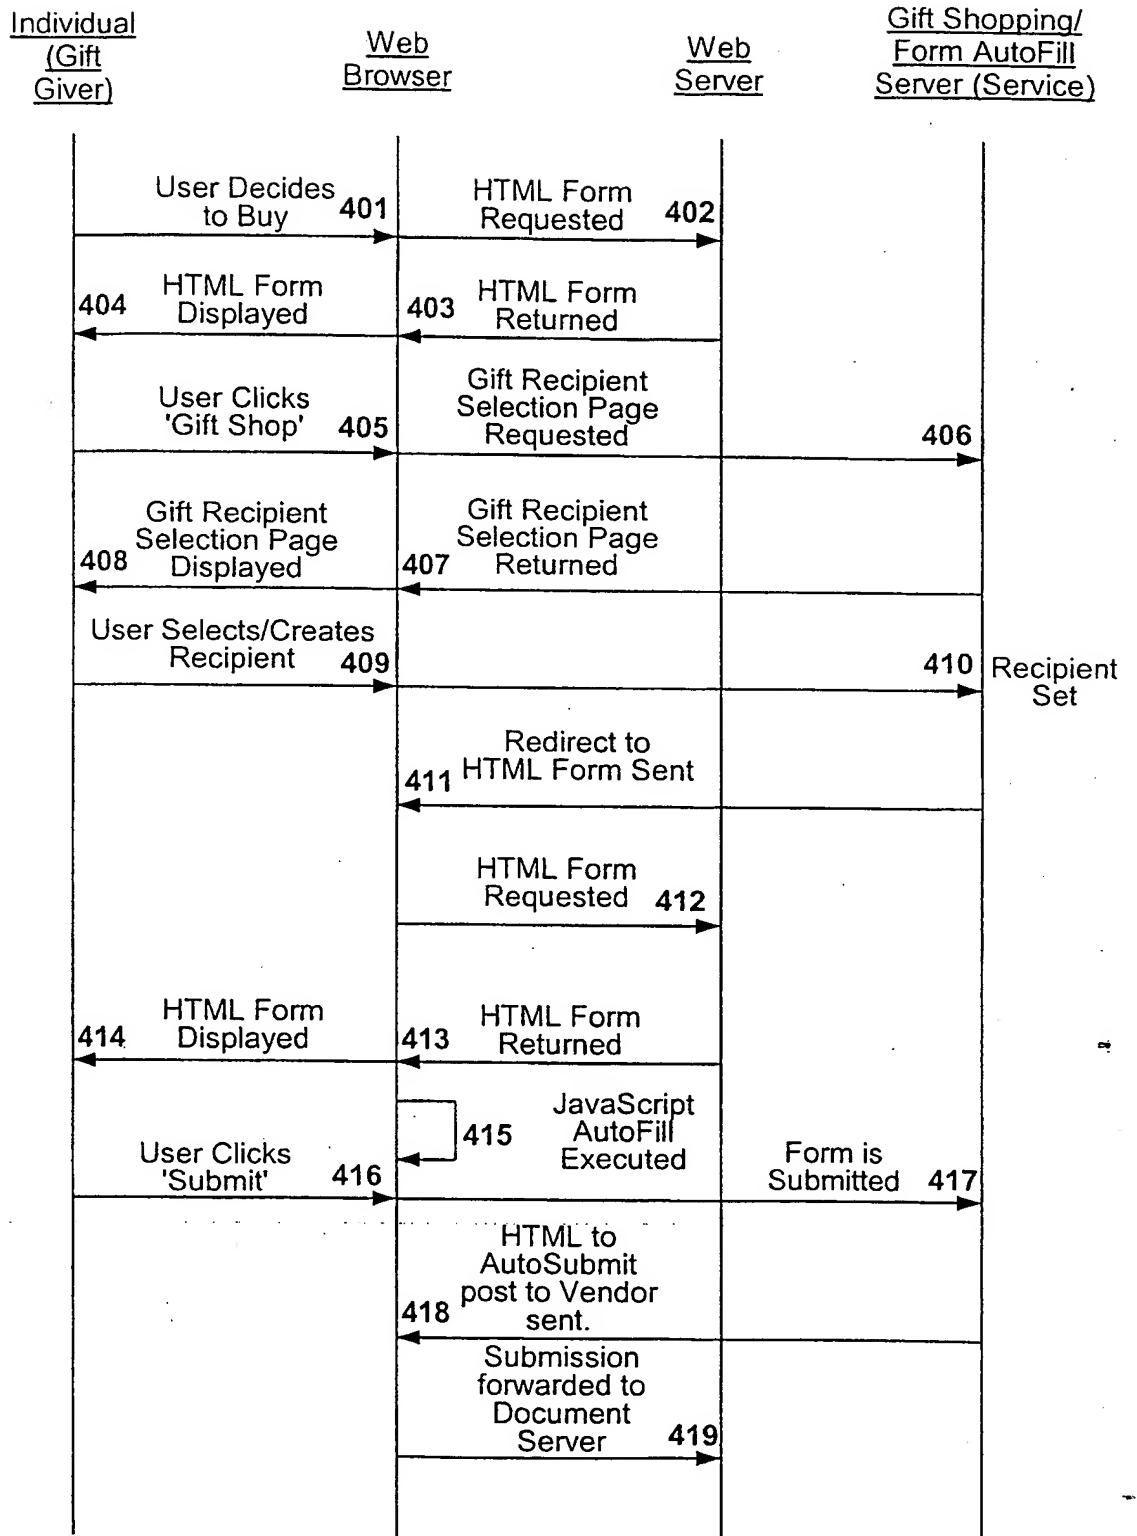 Individual
(Gift
Giver)
Web
Browser
Web
Server
Gift Shopping/
Form AutoFill
Server (Service)
User Decides
to Buy
401
HTML Form
Requested
402
404
HTML Form
Displayed
403
HTML Form
Returned
User Clicks
'Gift Shop'
405
Gift Recipient
Selection Page
Requested
406
408
Gift Recipient
Selection Page
Displayed
407
Gift Recipient
Selection Page
Returned
User Selects/Creates
Recipient
409
410
Recipient
Set
411
Redirect to
HTML Form Sent
HTML Form
Requested
412
414
HTML Form
Displayed
413
HTML Form
Returned
415
JavaScript
AutoFill
Executed
User Clicks
'Submit'
416
Form is
Submitted
417
418
HTML to
AutoSubmit
post to Vendor
sent.
Submission
forwarded to
Document
Server
419